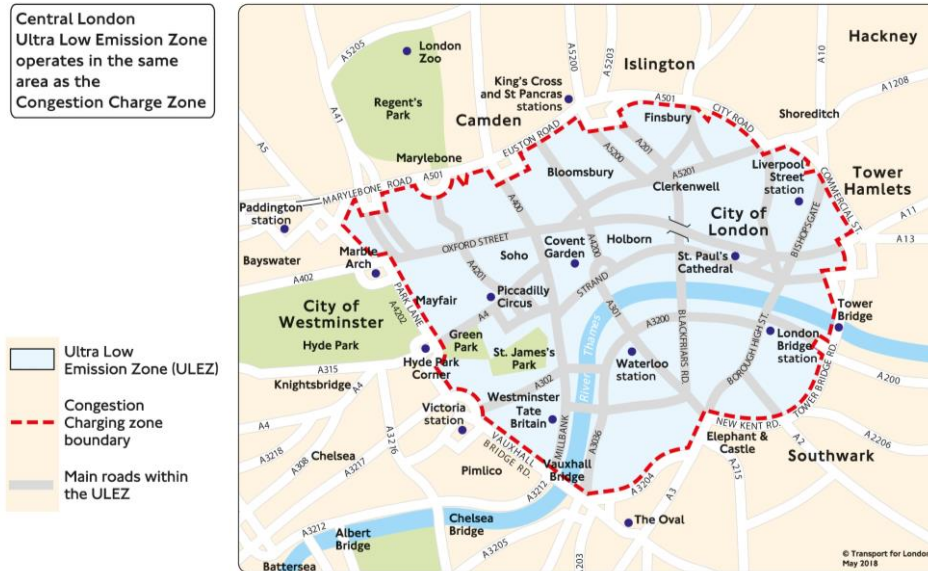 Central London
Ultra Low Emission Zone
operates in the same
area as the
Congestion Charge Zone
Ultra Low
Emission Zone (ULEZ)
Congestion
Charging zone
boundary
Main roads within
the ULEZ
A5205
London
Zoo
A5200
A5203
Islington
A10
Hackney
A41
Regent's
Park
King's Cross
and St Pancras
stations
A501
CITY ROAD
A1208
Camden
Finsbury
Shoreditch
A5
EUSTON ROAD
A5200
A201
Marylebone
Bloomsbury
Liverpool
Street
station
MARYLEBONE ROAD
A501
A5201
Clerkenwell
COMMERCIAL ST.
Tower
Hamlets
Paddington
station
A400
City of
London
BISHOPSGATE
A11
OXFORD STREET
Covent
Garden
A4200
Holborn
A13
Bayswater
Marble
Arch
Soho
St. Paul's
Cathedral
A402
A4201
STRAND
City of
Westminster
PARK LANE
A4202
Mayfair
Piccadilly
Circus
A301
Tower
Bridge
Hyde Park
A4
Green
Park
St. James's
Park
River Thames
A3200
BLACKFRIARS RD.
BOROUGH HIGH ST.
London
Bridge
station
TOWER BRIDGE RD.
A315
Hyde Park
Corner
Waterloo
station
A200
Knightsbridge
A4
A302
Victoria
station
Westminster
Tate
Britain
MILLBANK
NEW KENT RD.
A4
A3218
A308
Chelsea
A3217
A3216
VAUXHALL
BRIDGE RD.
A3036
Elephant &
Castle
A2
A2206
Pimlico
Vauxhall
Bridge
A3204
A3
A215
Southwark
A3212
A3212
Albert
Bridge
Chelsea
Bridge
A3205
A203
The Oval
Battersea
© Transport for London
May 2018